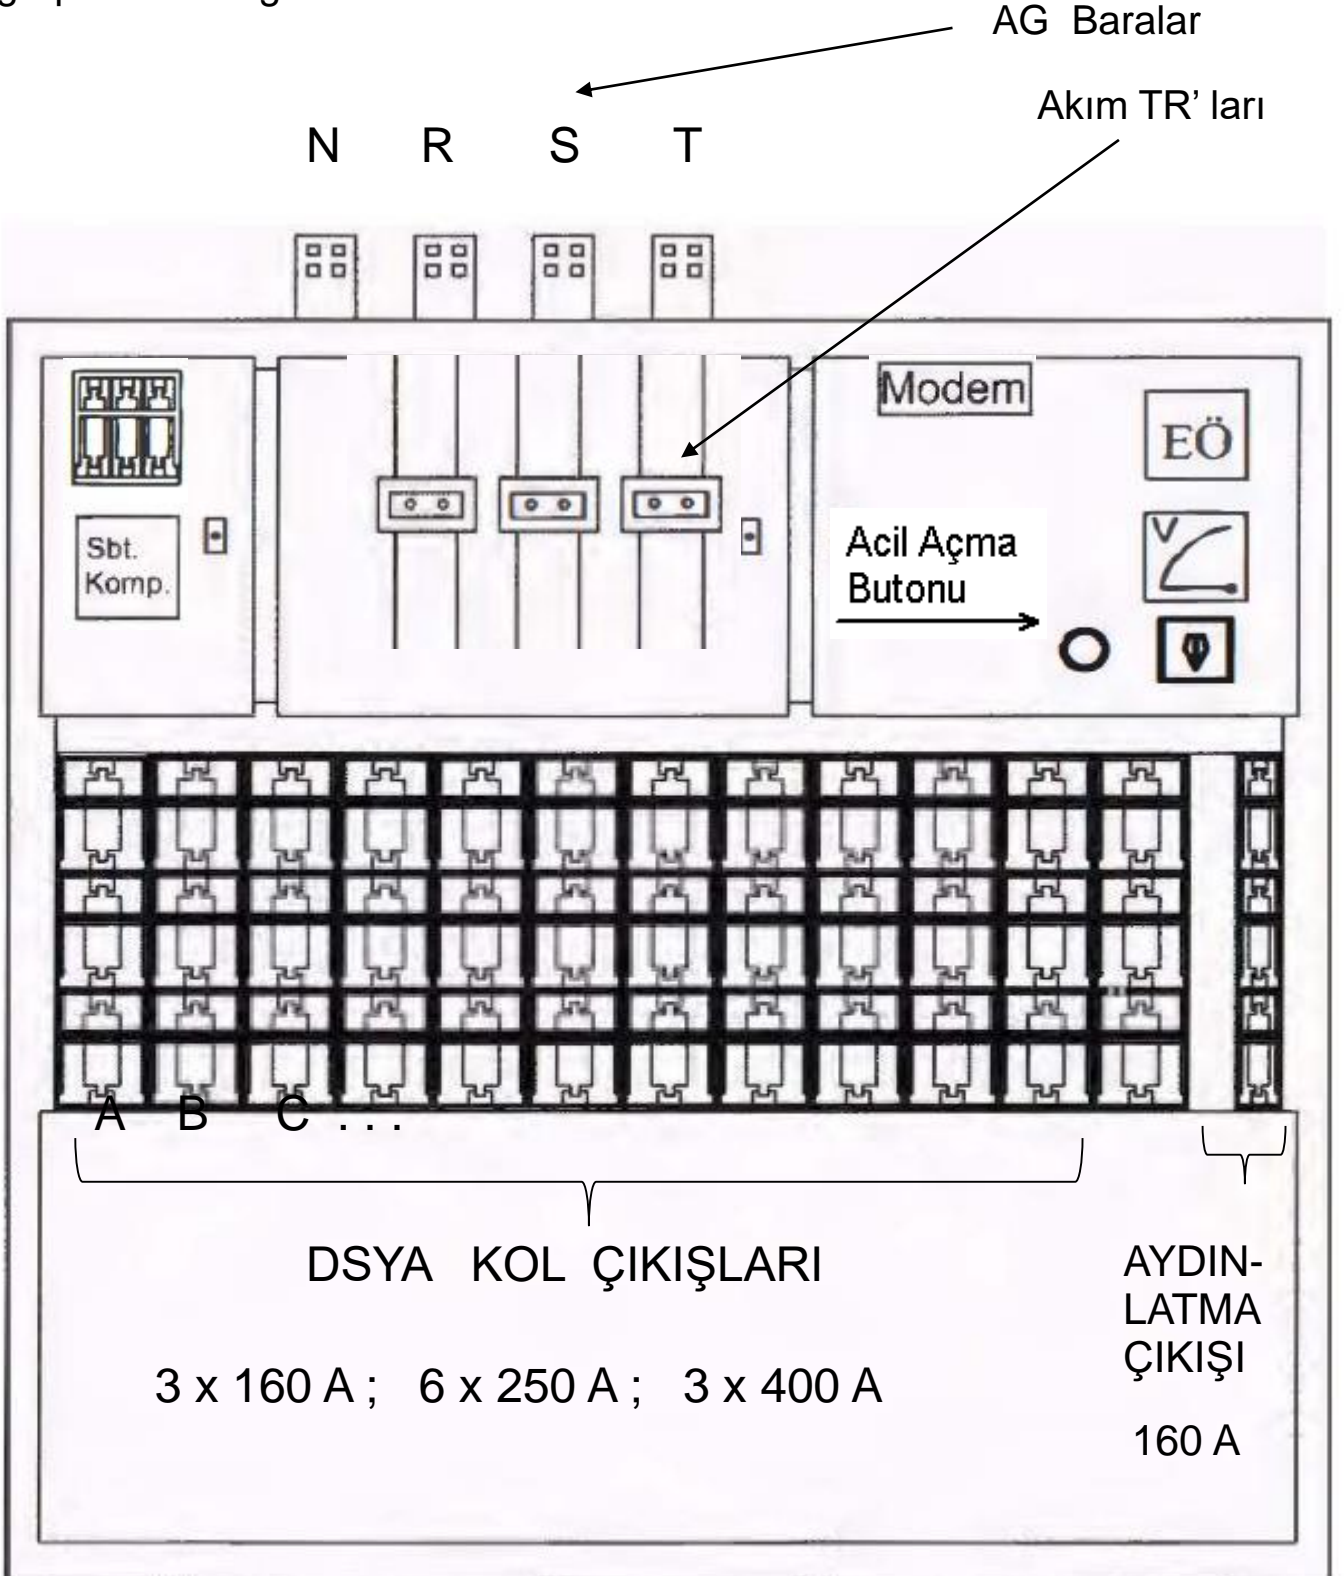 AG Baralar
Akım TR' ları
N R S T
Modem
EÖ
Sbt.
Komp.
Acil Açma
Butonu
V
A B C . . .
DSYA KOL ÇIKIŞLARI
3 x 160 A ; 6 x 250 A ; 3 x 400 A
AYDIN-
LATMA
ÇIKIŞI
160 A